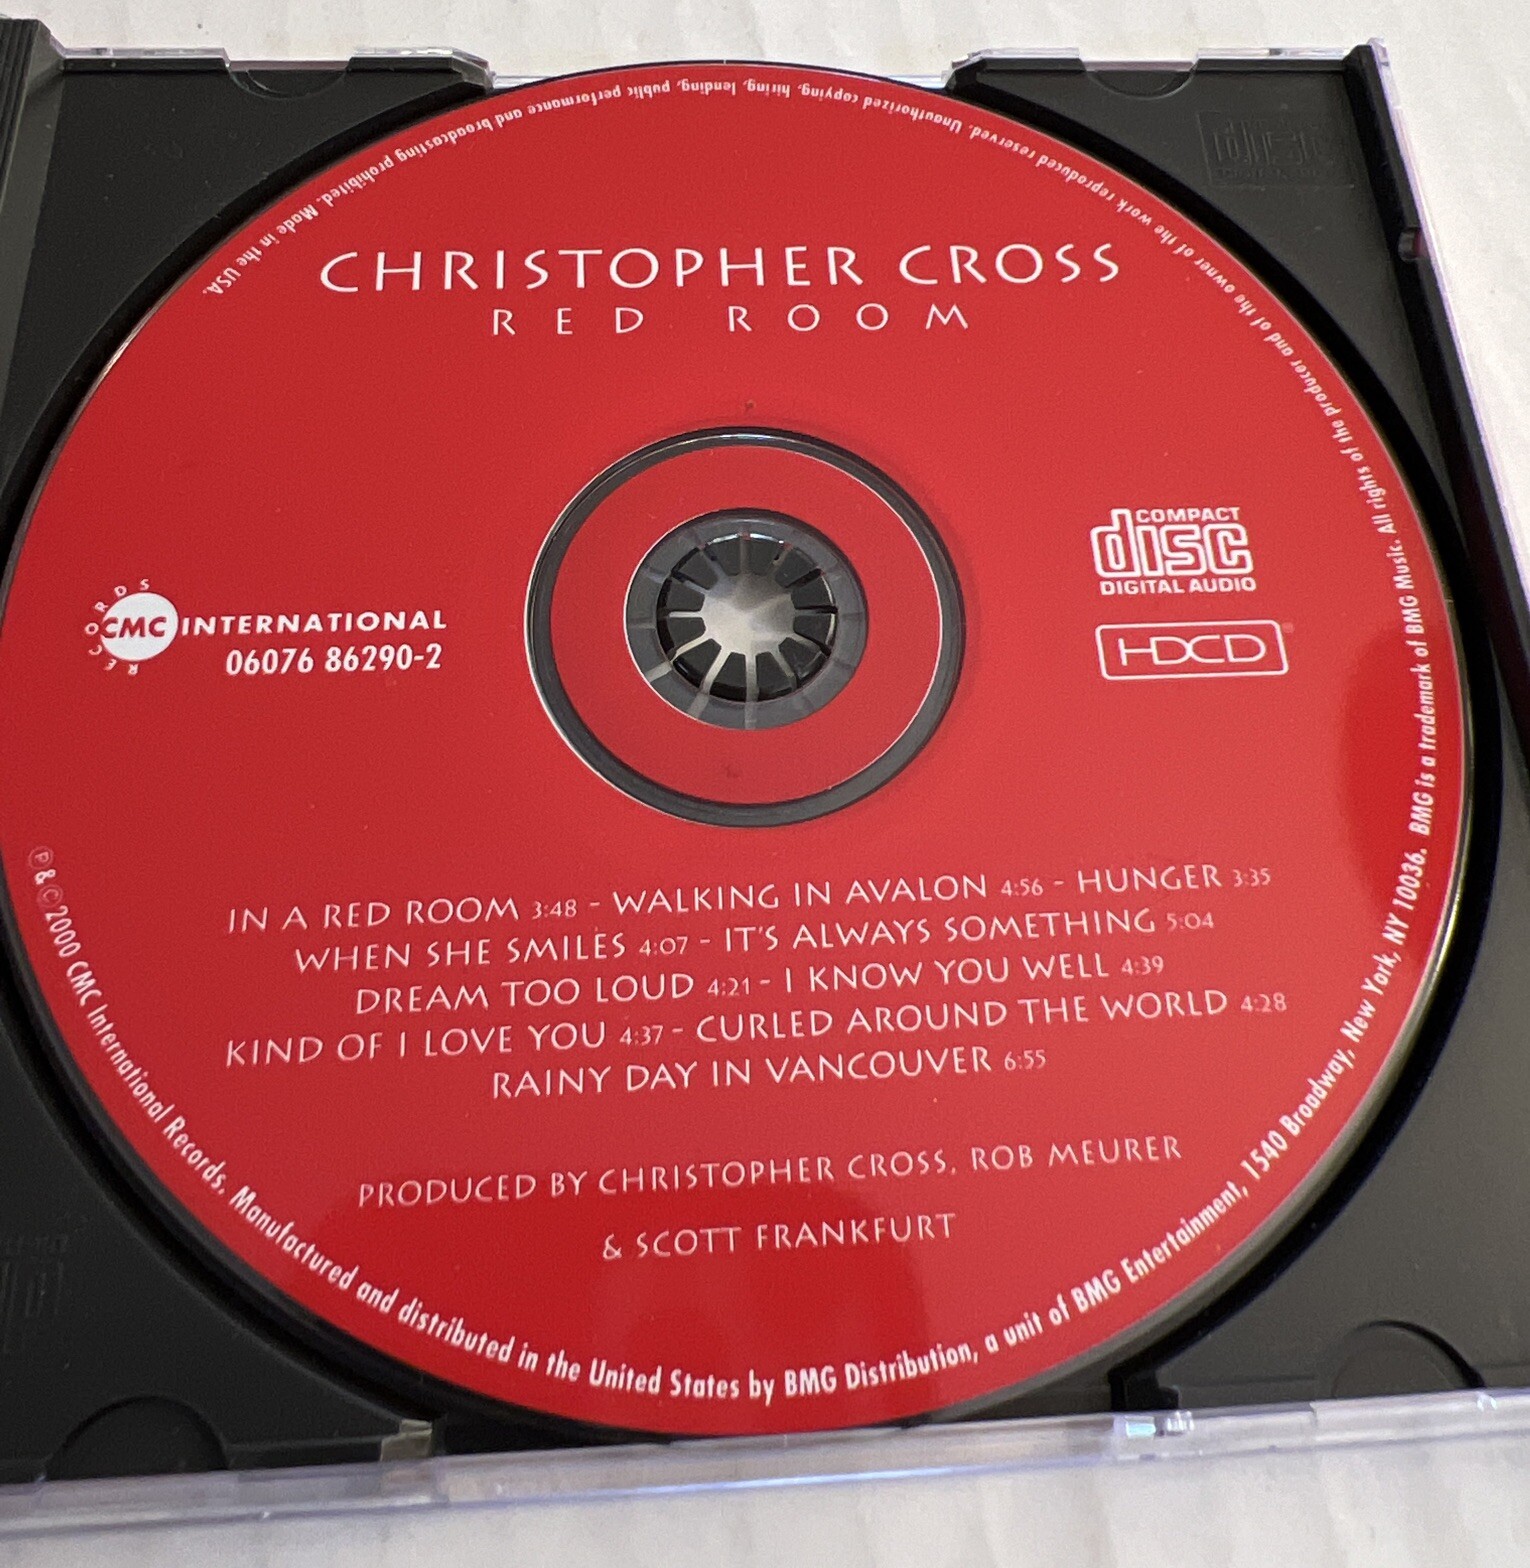 CHRISTOPHER CROSS
RED ROOM
COMPACT
disc
DIGITAL AUDIO
HDCD
RECORDS
CMC INTERNATIONAL
06076 86290-2
IN A RED ROOM 3:48 - WALKING IN AVALON 4:56 - HUNGER 3:35
WHEN SHE SMILES 4:07 - IT'S ALWAYS SOMETHING 5:04
DREAM TOO LOUD 4:21 - I KNOW YOU WELL 4:39
KIND OF I LOVE YOU 4:37 - CURLED AROUND THE WORLD 4:28
RAINY DAY IN VANCOUVER 6:55
PRODUCED BY CHRISTOPHER CROSS, ROB MEURER
& SCOTT FRANKFURT
℗&©2000 CMC International Records, Manufactured and distributed in the United States by BMG Distribution, a unit of BMG Entertainment, 1540 Broadway, New York, NY 10036. BMG is a trademark of BMG Music. All rights of the producer and of the owner of the work reproduced reserved. Unauthorized copying, hiring, lending, public performance and broadcasting prohibited. Made in the USA.